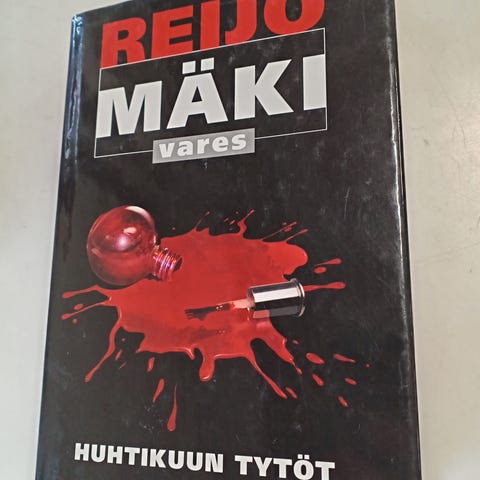 REIJO
MÄKI
vares
HUHTIKUUN TYTÖT